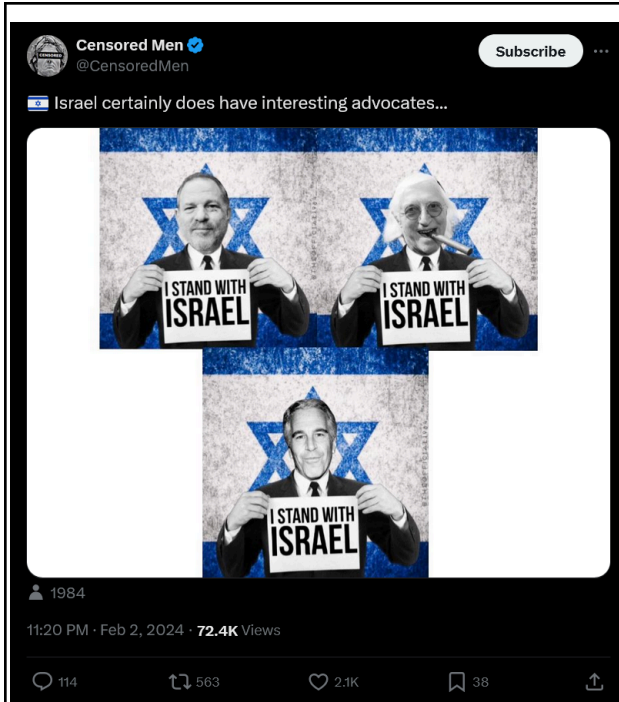 CENSORED
Censored Men
@CensoredMen
Subscribe
Israel certainly does have interesting advocates...
I STAND WITH
ISRAEL
I STAND WITH
ISRAEL
I STAND WITH
ISRAEL
1984
11:20 PM · Feb 2, 2024 · 72.4K Views
114 563 2.1K 38